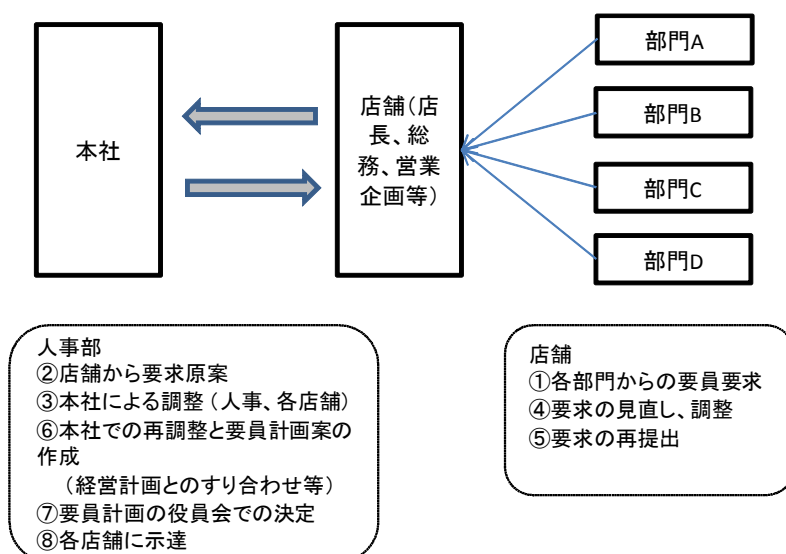 本社
店舗(店
長、総
務、営業
企画等)
部門A
部門B
部門C
部門D
人事部
②店舗から要求原案
③本社による調整(人事、各店舗)
⑥本社での再調整と要員計画案の
作成
(経営計画とのすり合わせ等)
⑦要員計画の役員会での決定
⑧各店舗に示達
店舗
①各部門からの要員要求
④要求の見直し、調整
⑤要求の再提出